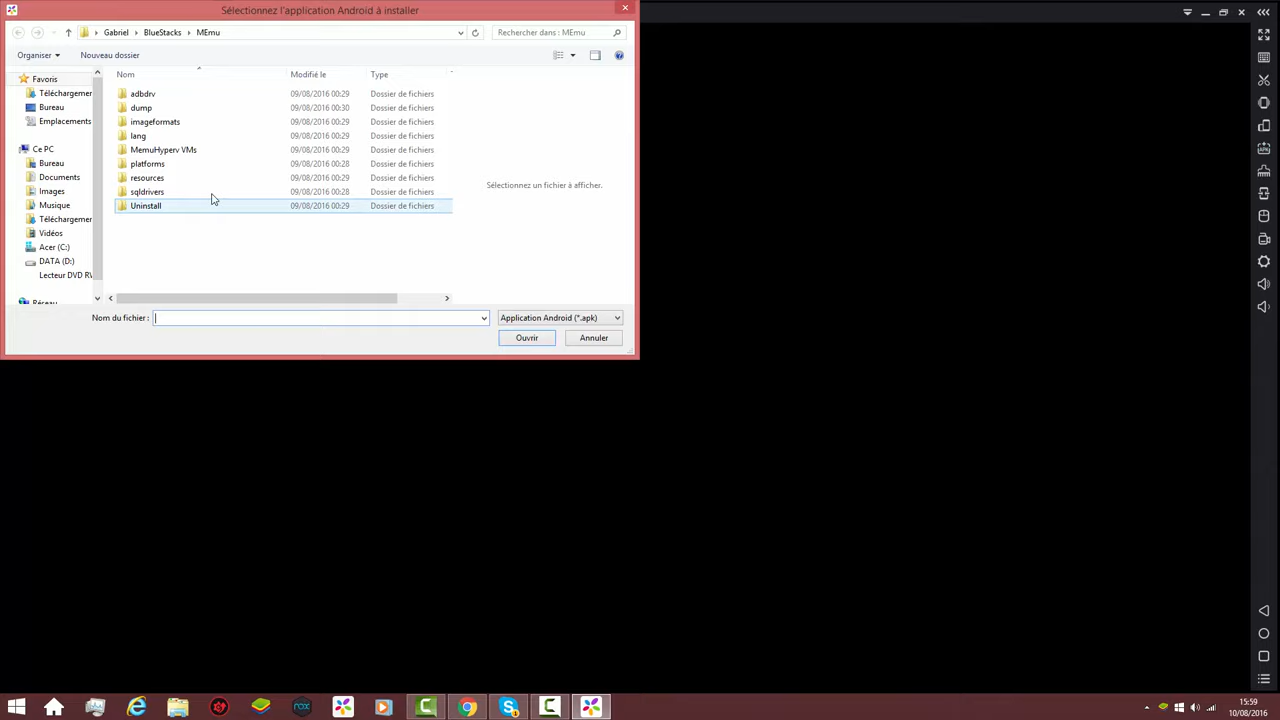 Sélectionnez l'application Android à installer
Gabriel BlueStacks MEmu
Rechercher dans : MEmu
Organiser Nouveau dossier
Favoris
Téléchargemer
Bureau
Emplacements
Ce PC
Bureau
Documents
Images
Musique
Téléchargemer
Vidéos
Acer (C:)
DATA (D:)
Lecteur DVD RV
Réseau
Nom Modifié le Type
adbdrv 09/08/2016 00:29 Dossier de fichiers
dump 09/08/2016 00:30 Dossier de fichiers
imageformats 09/08/2016 00:29 Dossier de fichiers
lang 09/08/2016 00:29 Dossier de fichiers
MemuHyperv VMs 09/08/2016 00:29 Dossier de fichiers
platforms 09/08/2016 00:28 Dossier de fichiers
resources 09/08/2016 00:29 Dossier de fichiers
sqldrivers 09/08/2016 00:28 Dossier de fichiers
Uninstall 09/08/2016 00:29 Dossier de fichiers
Sélectionnez un fichier à afficher.
Nom du fichier : Application Android (*.apk)
Ouvrir Annuler
15:59
10/08/2016